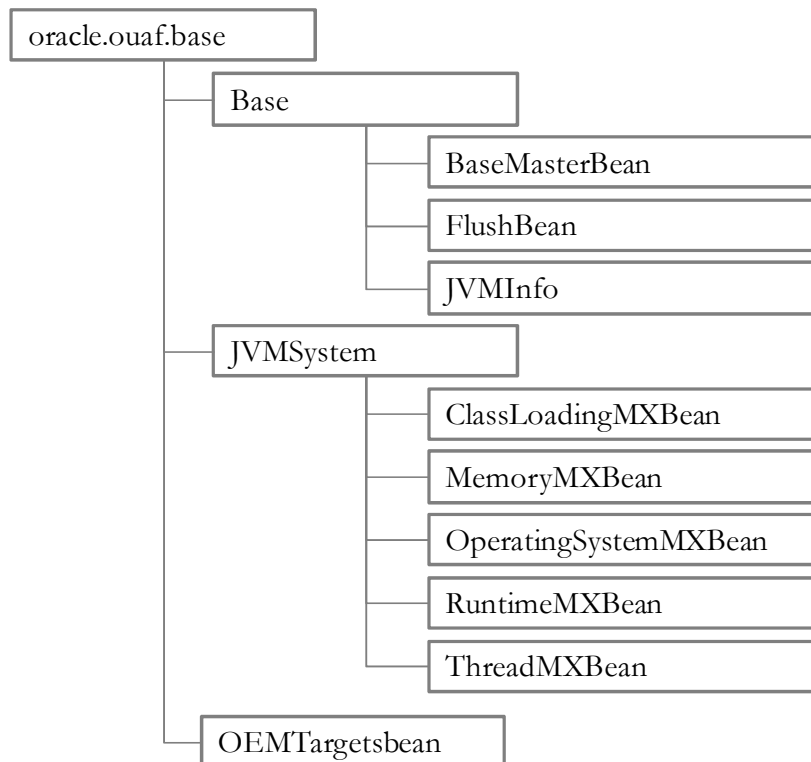 oracle.ouaf.base
Base
BaseMasterBean
FlushBean
JVMInfo
JVMSystem
ClassLoadingMXBean
MemoryMXBean
OperatingSystemMXBean
RuntimeMXBean
ThreadMXBean
OEMTargetsbean